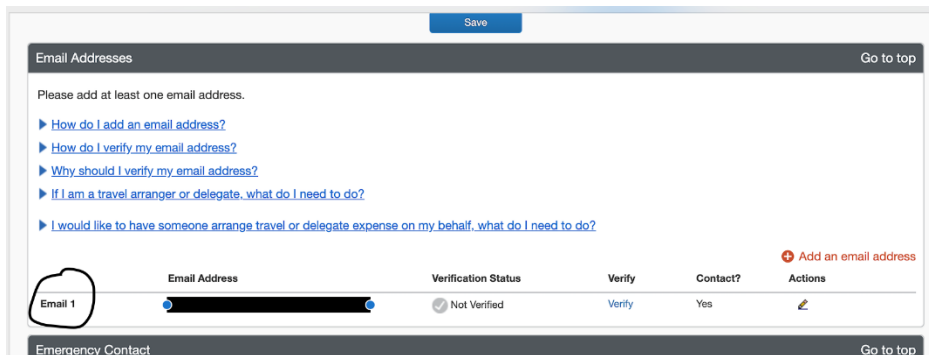 Save
Email Addresses Go to top
Please add at least one email address.
How do I add an email address?
How do I verify my email address?
Why should I verify my email address?
If I am a travel arranger or delegate, what do I need to do?
I would like to have someone arrange travel or delegate expense on my behalf, what do I need to do?
Add an email address
Email Address Verification Status Verify Contact? Actions
Email 1 Not Verified Verify Yes
Emergency Contact Go to top